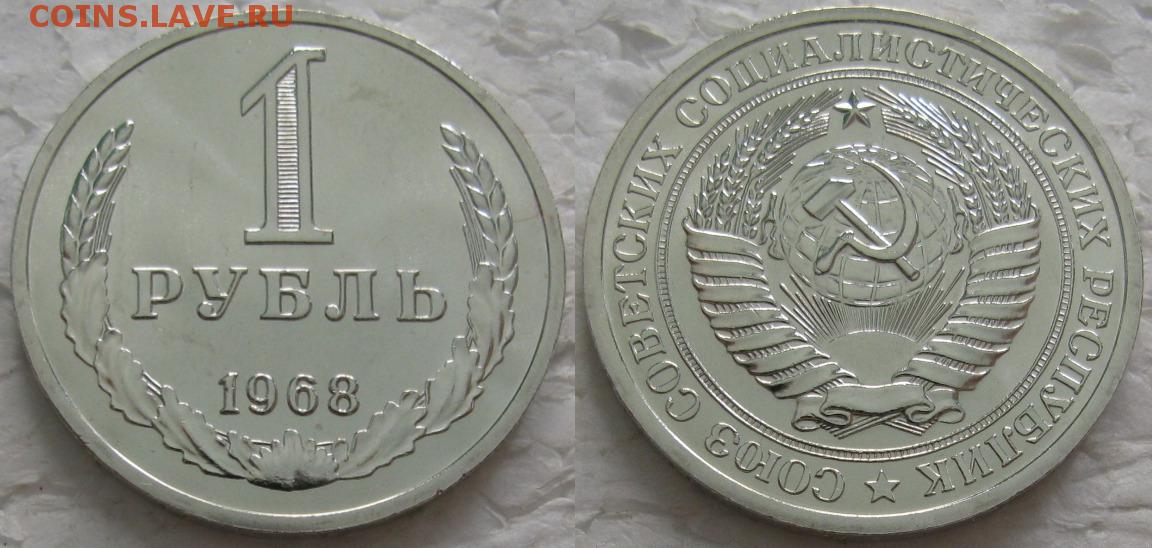 COINS.LAVE.RU
1
РУБЛЬ
1968
СОЮЗ СОВЕТСКИХ СОЦИАЛИСТИЧЕСКИХ РЕСПУБЛИК